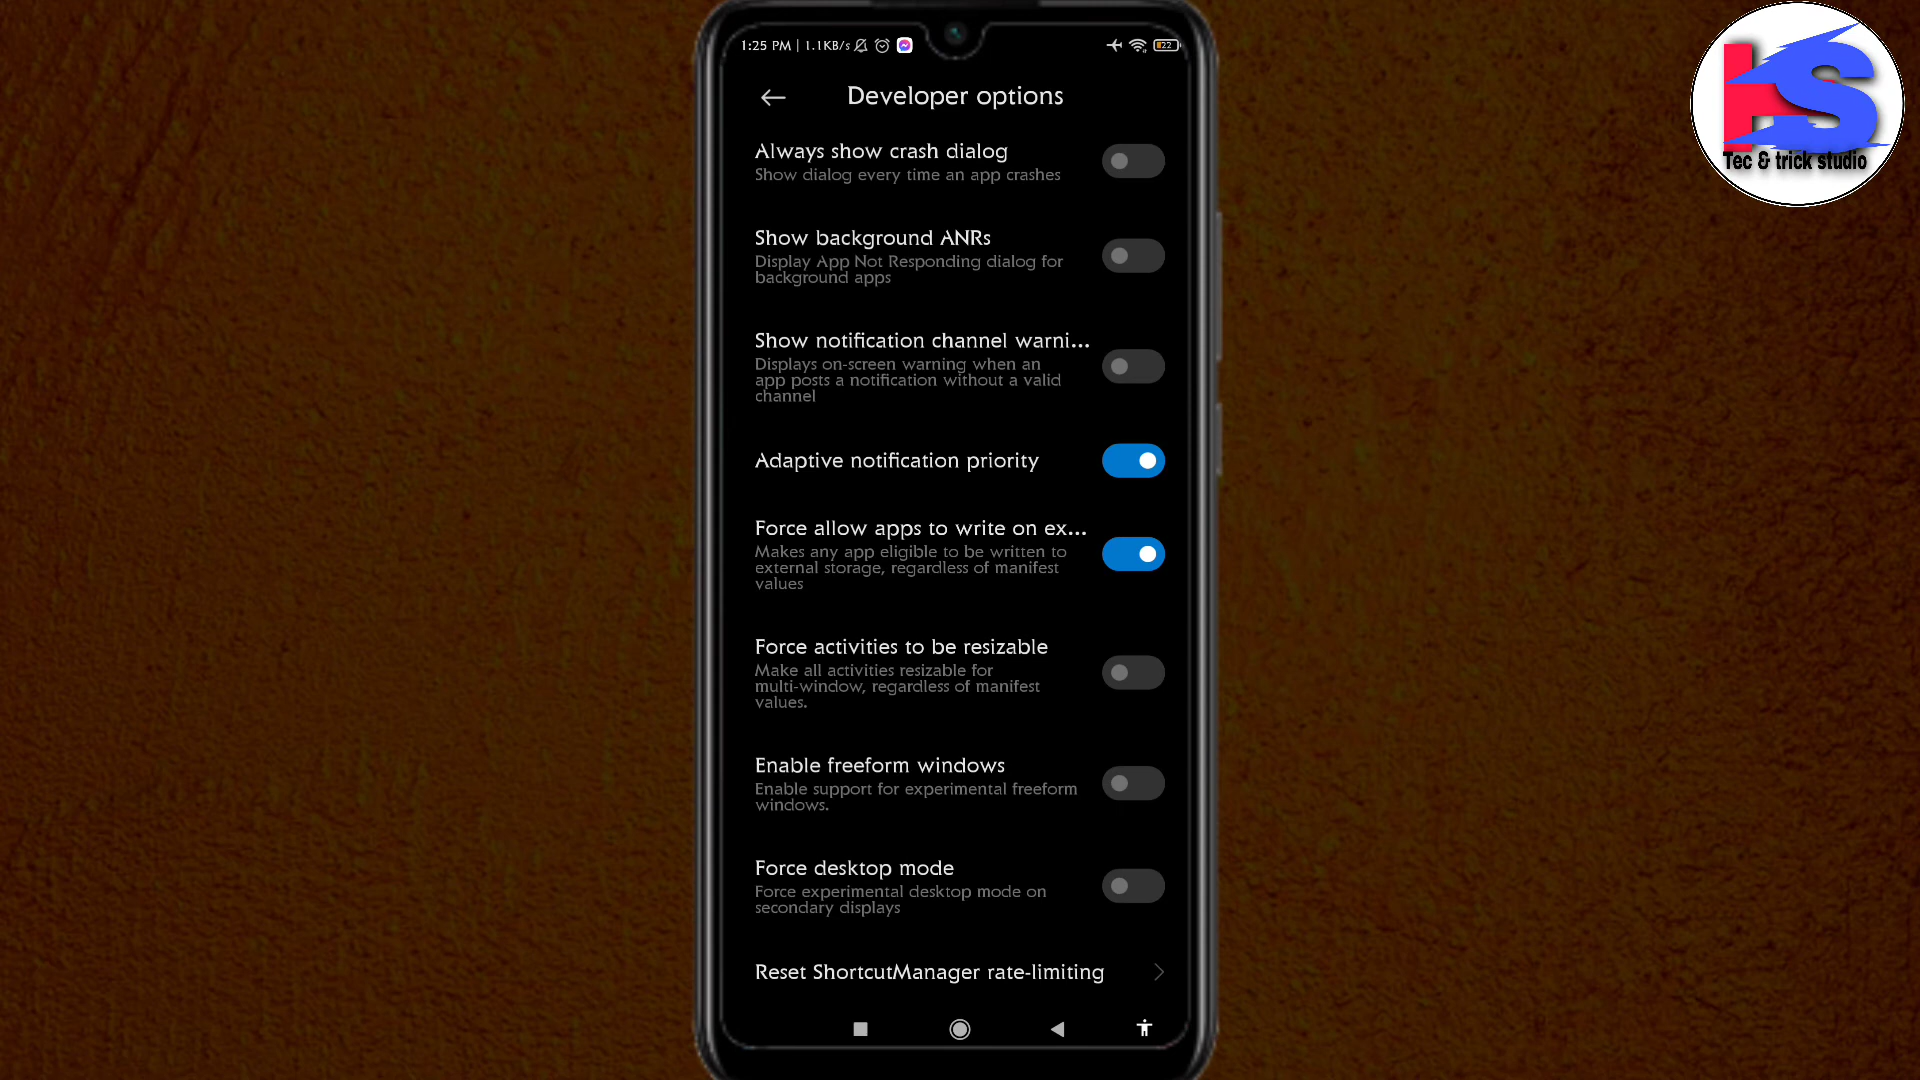 1:25 PM | 1.1KB/s
22
Developer options
Always show crash dialog
Show dialog every time an app crashes
Show background ANRs
Display App Not Responding dialog for
background apps
Show notification channel warni...
Displays on-screen warning when an
app posts a notification without a valid
channel
Adaptive notification priority
Force allow apps to write on ex...
Makes any app eligible to be written to
external storage, regardless of manifest
values
Force activities to be resizable
Make all activities resizable for
multi-window, regardless of manifest
values.
Enable freeform windows
Enable support for experimental freeform
windows.
Force desktop mode
Force experimental desktop mode on
secondary displays
Reset ShortcutManager rate-limiting
HS
Tec & trick studio